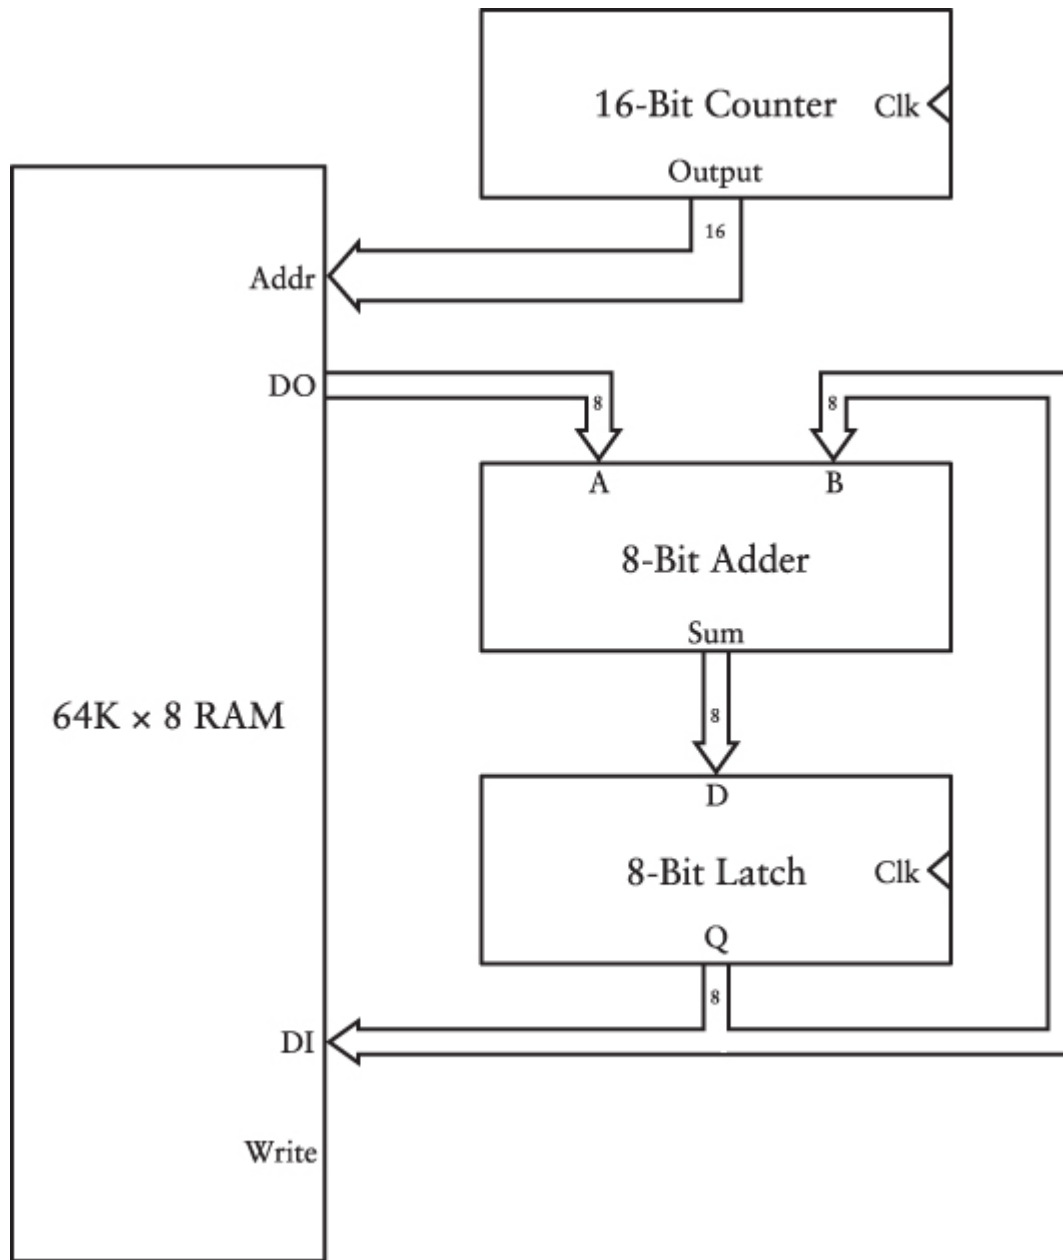 16-Bit Counter
Clk
Output
16
Addr
DO
8
8
A
B
8-Bit Adder
Sum
8
64K × 8 RAM
D
8-Bit Latch
Clk
Q
8
DI
Write